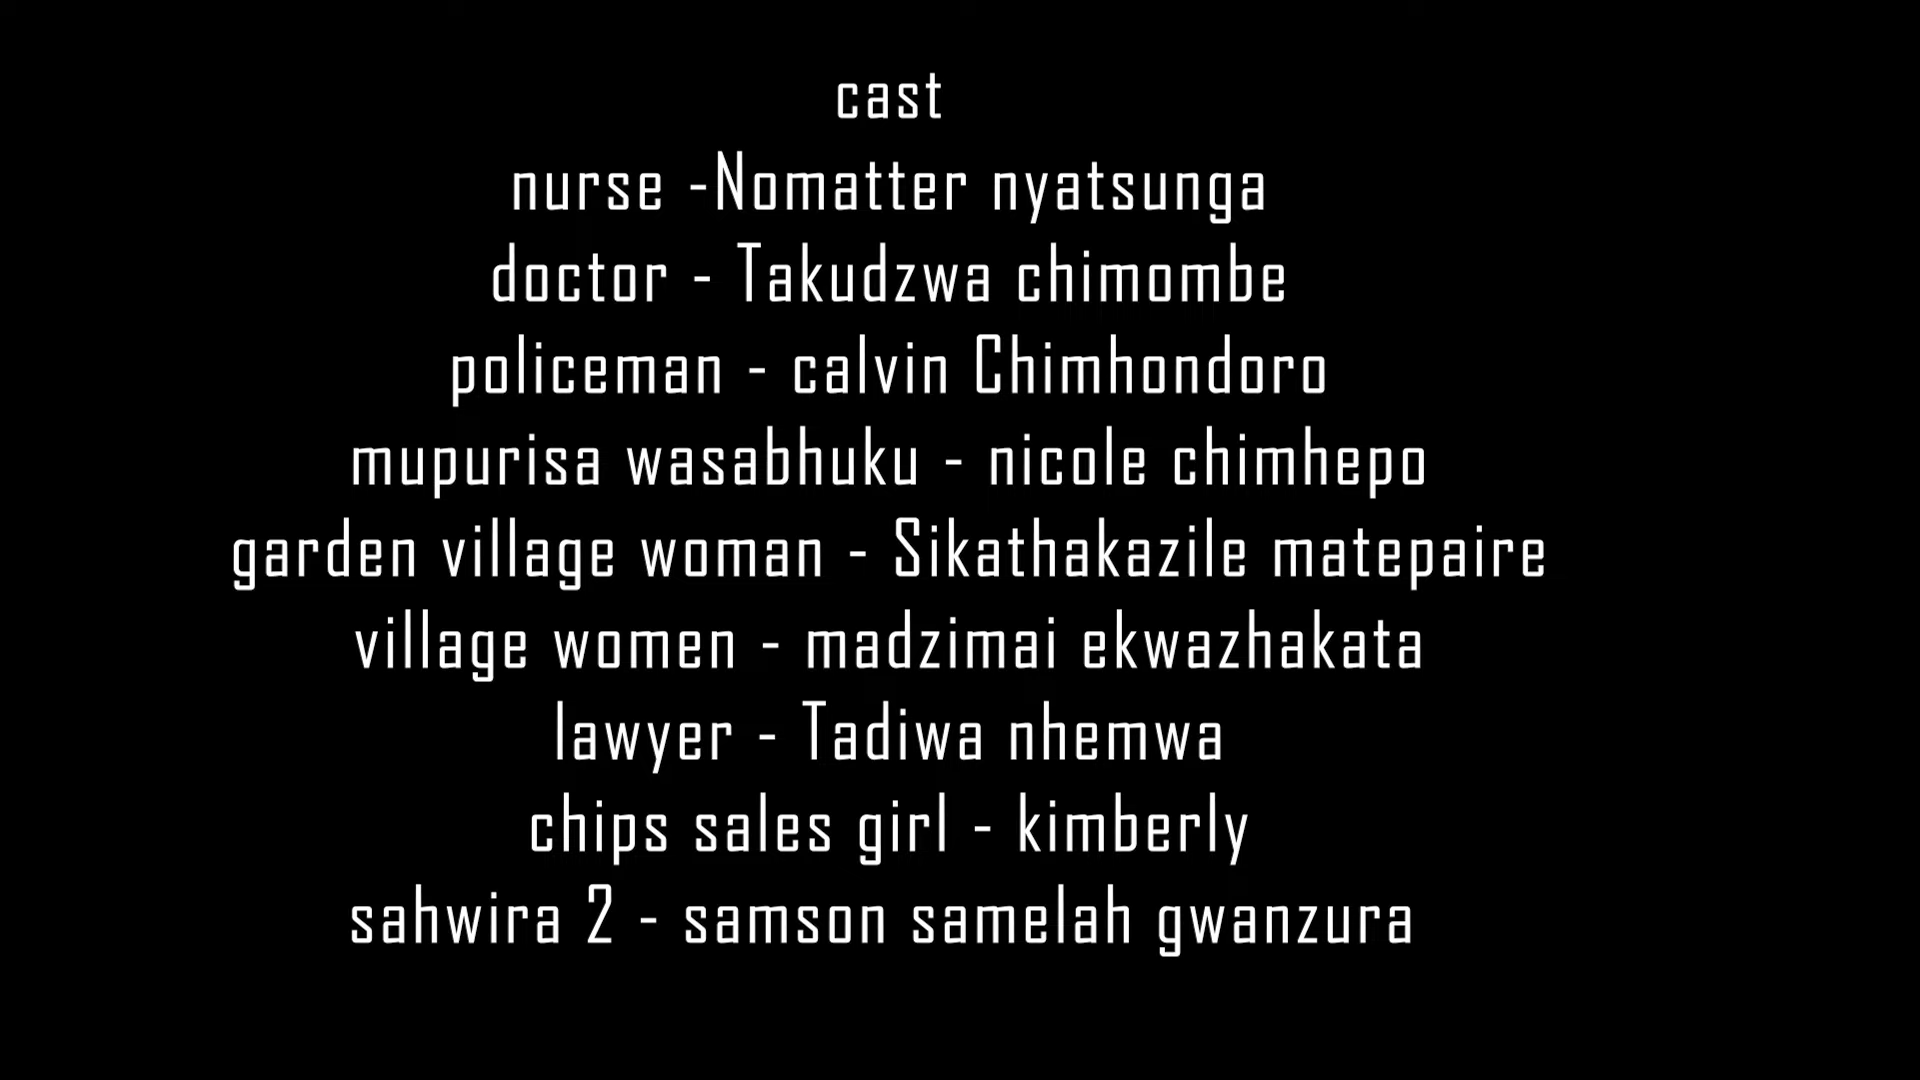 cast
nurse -Nomatter nyatsunga
doctor - Takudzwa chimombe
policeman - calvin Chimhondoro
mupurisa wasabhuku - nicole chimhepo
garden village woman - Sikathakazile matepaire
village women - madzimai ekwazhakata
lawyer - Tadiwa nhemwa
chips sales girl - kimberly
sahwira 2 - samson samelah gwanzura